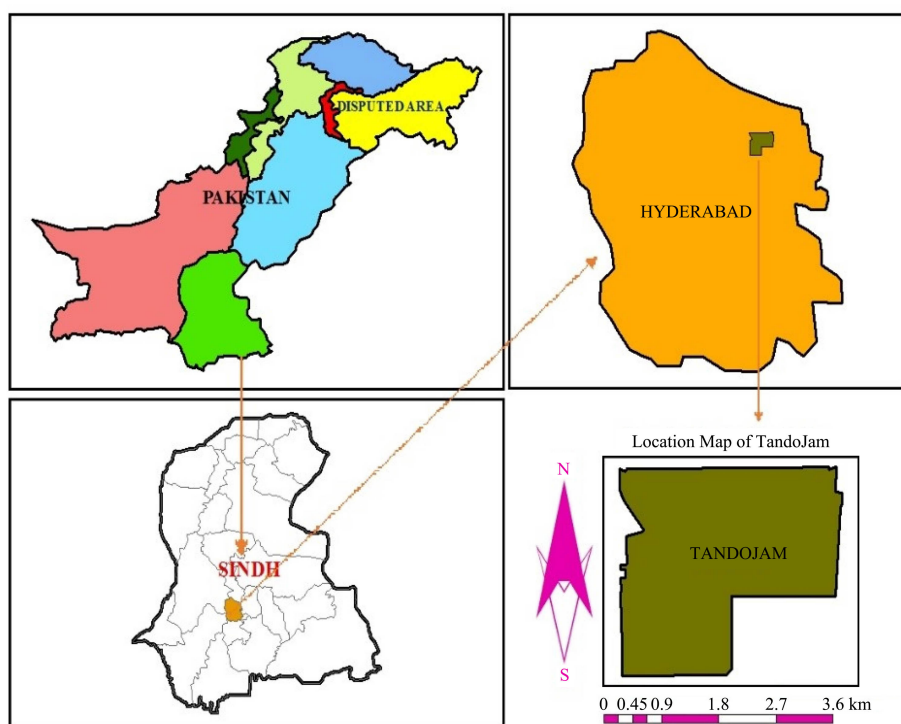 DISPUTED AREA
PAKISTAN
HYDERABAD
SINDH
Location Map of TandoJam
N
TANDOJAM
S
0 0.45 0.9 1.8 2.7 3.6 km